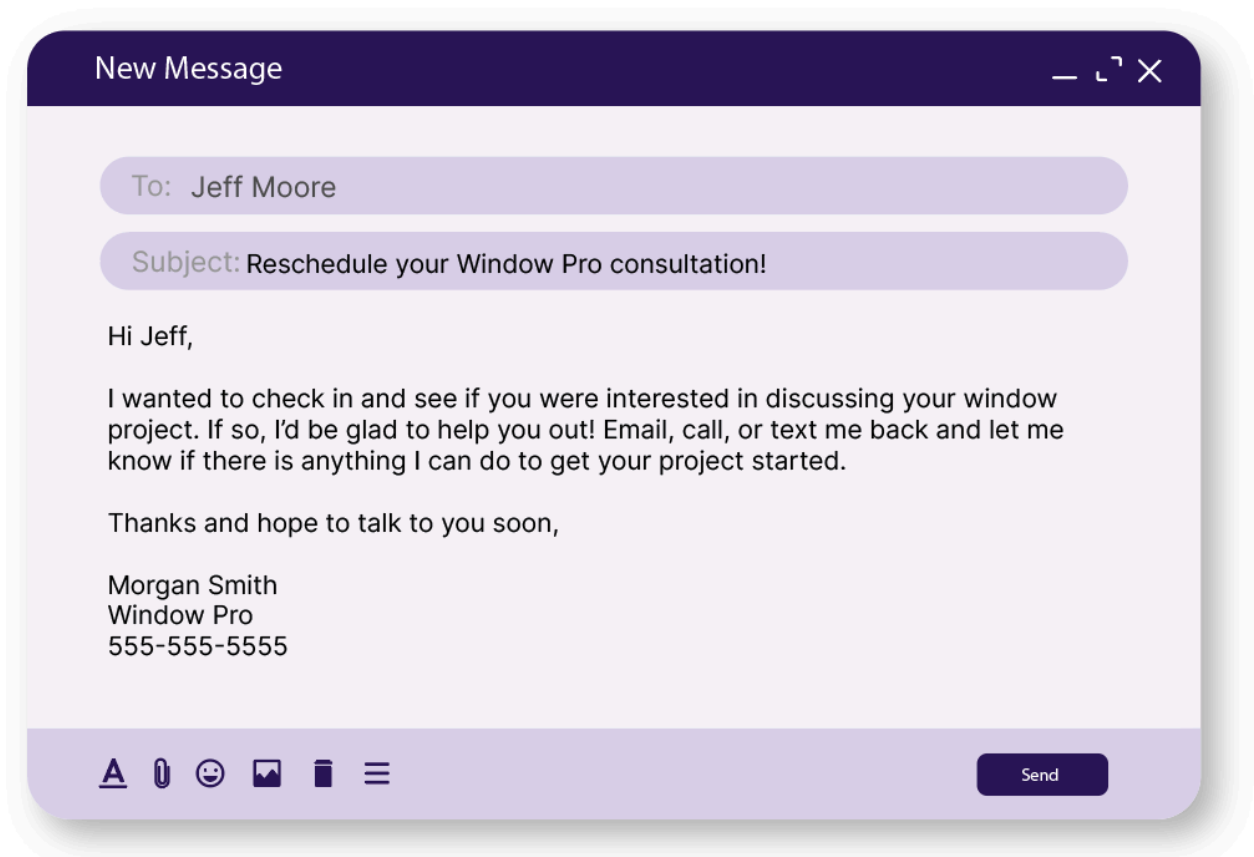 New Message
To: Jeff Moore
Subject: Reschedule your Window Pro consultation!
Hi Jeff,
I wanted to check in and see if you were interested in discussing your window
project. If so, I’d be glad to help you out! Email, call, or text me back and let me
know if there is anything I can do to get your project started.
Thanks and hope to talk to you soon,
Morgan Smith
Window Pro
555-555-5555
A
Send